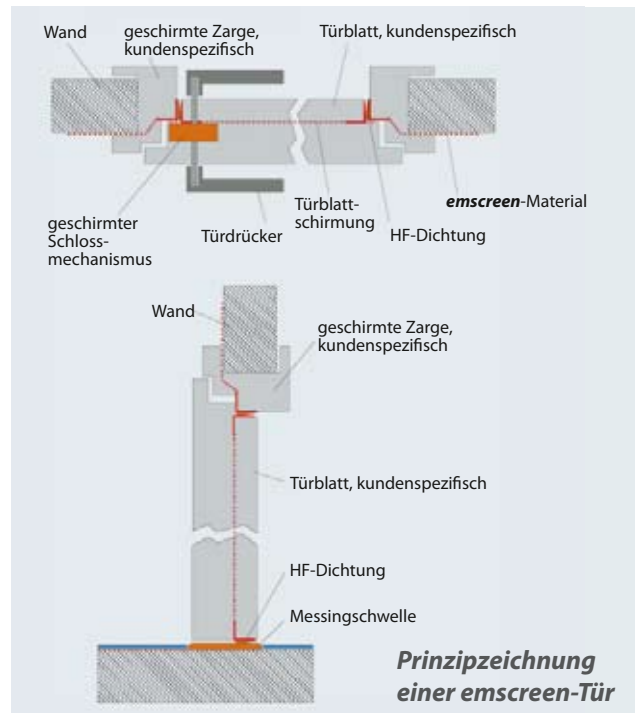 Wand
geschirmte Zarge,
kundenspezifisch
Türblatt, kundenspezifisch
geschirmter
Schloss-
mechanismus
Türdrücker
Türblatt-
schirmung
HF-Dichtung
emscreen-Material
Wand
geschirmte Zarge,
kundenspezifisch
Türblatt, kundenspezifisch
HF-Dichtung
Messingschwelle
Prinzipzeichnung
einer emscreen-Tür